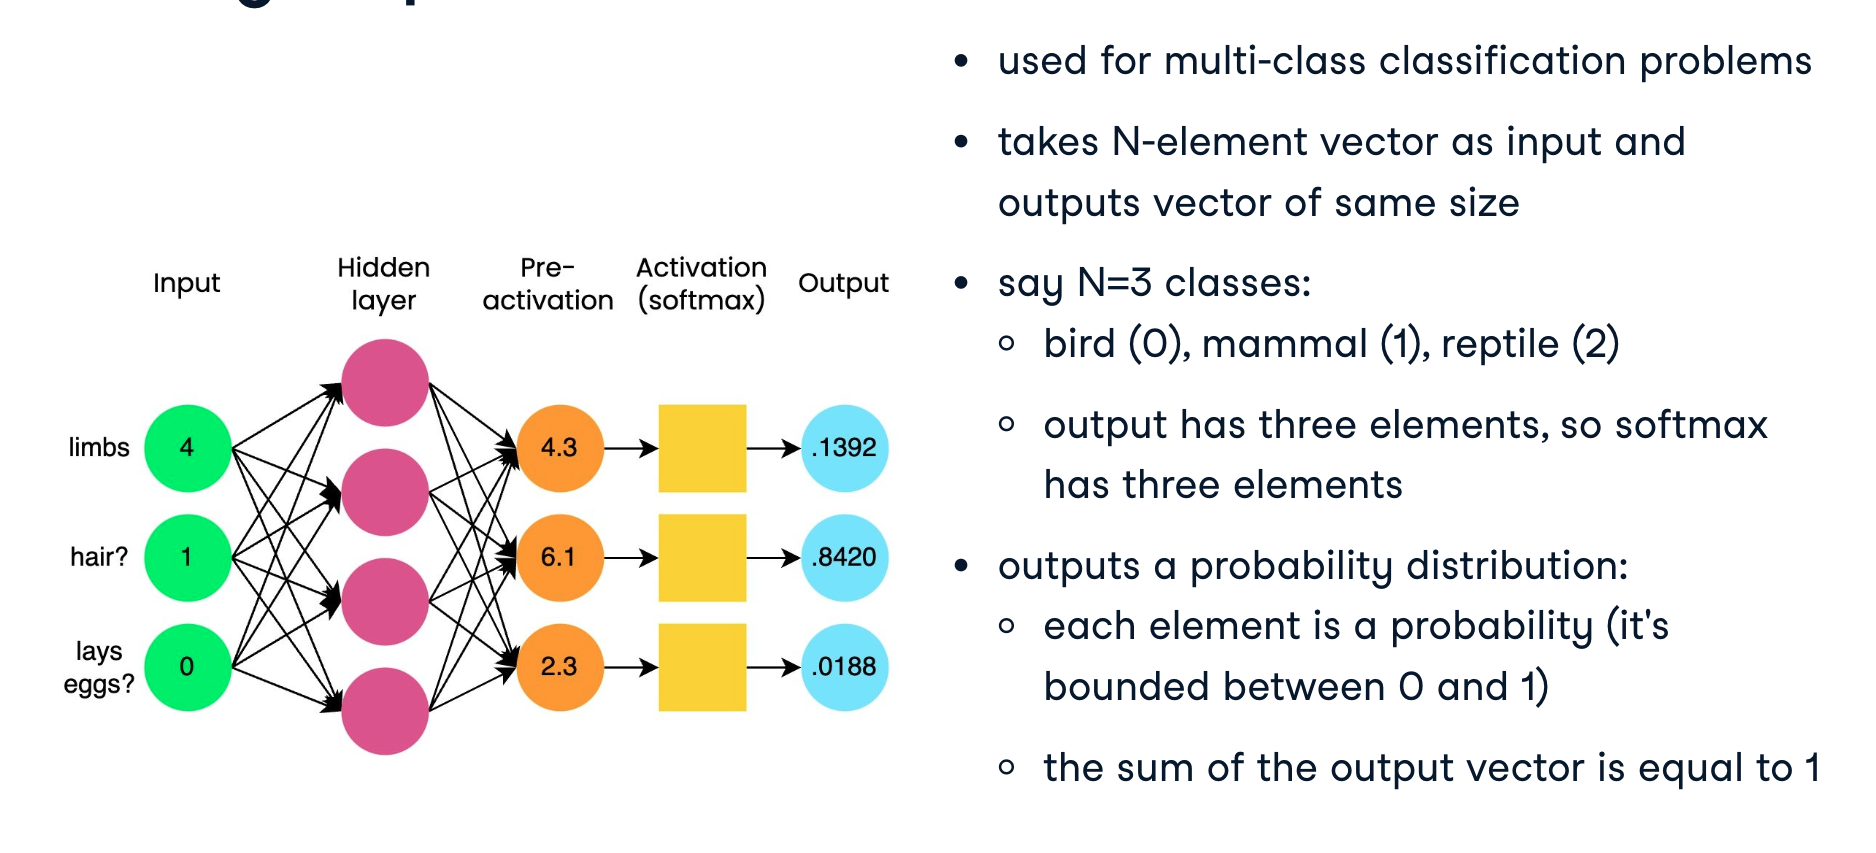 Input
Hidden
layer
Pre-
activation
Activation
(softmax)
Output
limbs
4
4.3
.1392
hair?
1
6.1
.8420
lays
eggs?
0
2.3
.0188
• used for multi-class classification problems
• takes N-element vector as input and
outputs vector of same size
• say N=3 classes:
○ bird (0), mammal (1), reptile (2)
○ output has three elements, so softmax
has three elements
• outputs a probability distribution:
○ each element is a probability (it's
bounded between 0 and 1)
○ the sum of the output vector is equal to 1